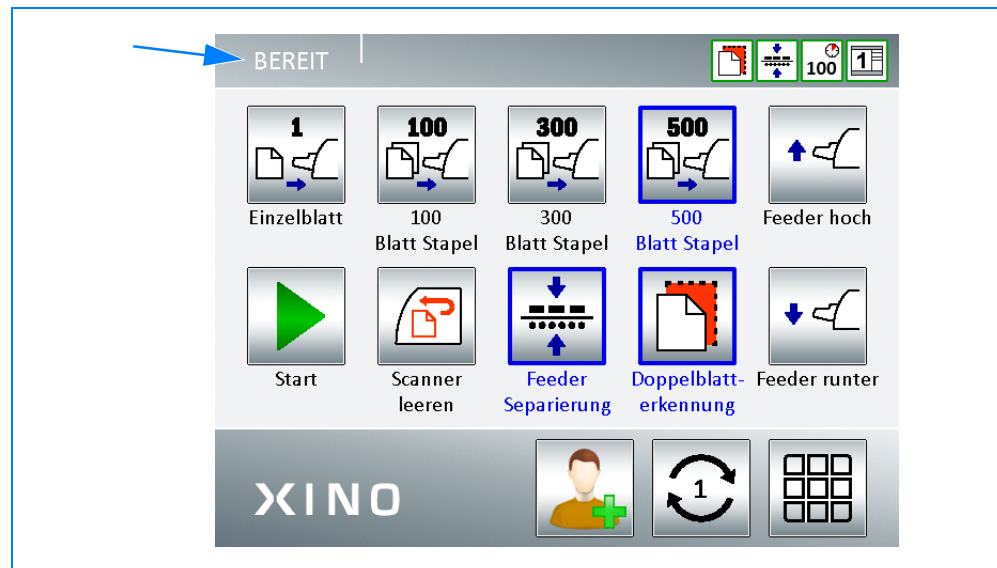 BEREIT
100
1
1
100
300
500
Einzelblatt
100
Blatt Stapel
300
Blatt Stapel
500
Blatt Stapel
Feeder hoch
Start
Scanner
leeren
Feeder
Separierung
Doppelblatt-
erkennung
Feeder runter
XINO
1